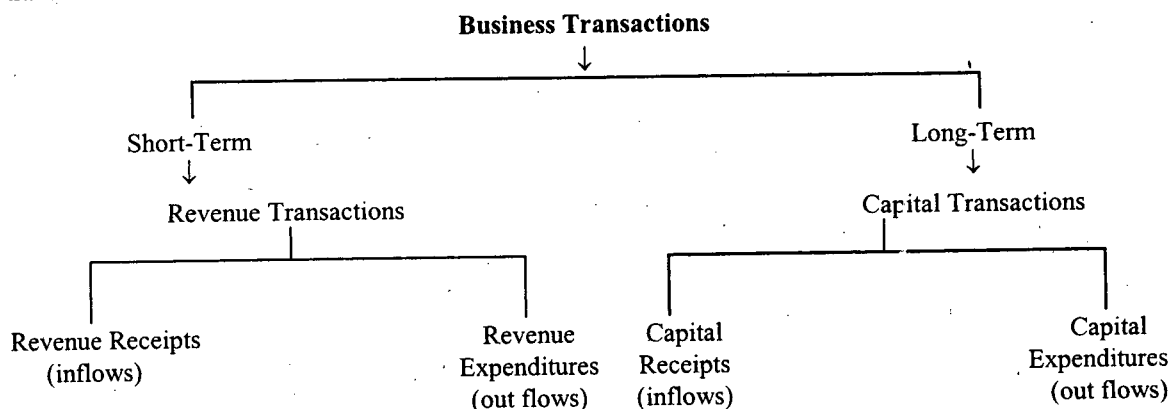 Business Transactions
Short-Term
Long-Term
Revenue Transactions
Capital Transactions
Revenue Receipts
(inflows)
Revenue
Expenditures
(out flows)
Capital
Receipts
(inflows)
Capital
Expenditures
(out flows)